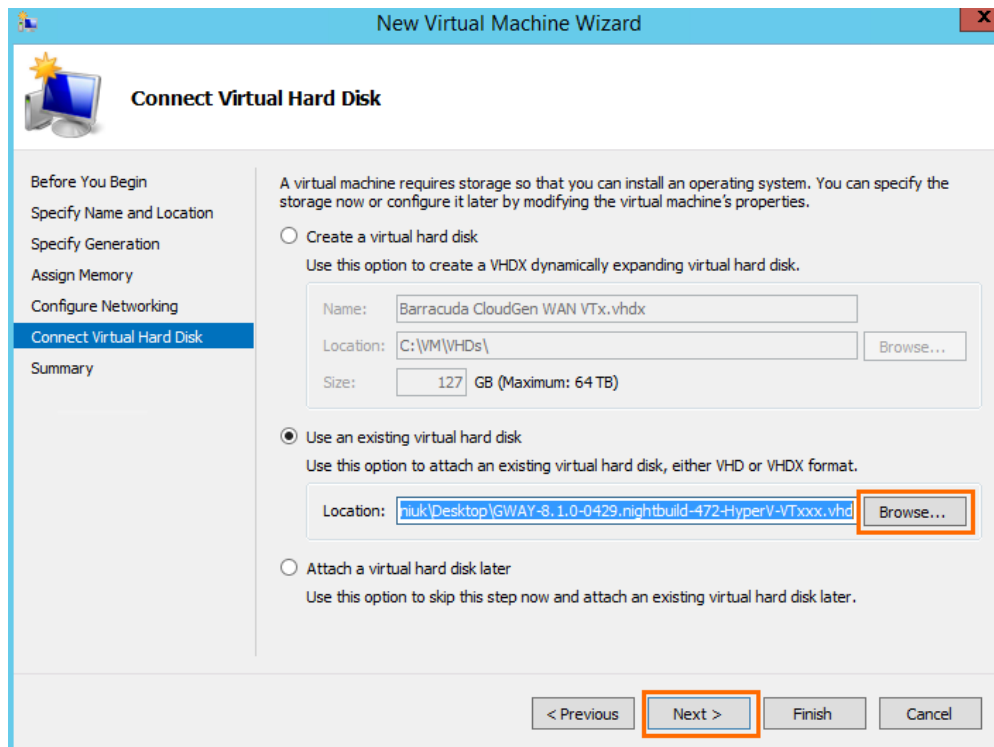 New Virtual Machine Wizard
X
Connect Virtual Hard Disk
Before You Begin
Specify Name and Location
Specify Generation
Assign Memory
Configure Networking
Connect Virtual Hard Disk
Summary
A virtual machine requires storage so that you can install an operating system. You can specify the
storage now or configure it later by modifying the virtual machine's properties.
Create a virtual hard disk
Use this option to create a VHDX dynamically expanding virtual hard disk.
Name: Barracuda CloudGen WAN VTx.vhdx
Location: C:\VM\VHDs\ Browse...
Size: 127 GB (Maximum: 64 TB)
Use an existing virtual hard disk
Use this option to attach an existing virtual hard disk, either VHD or VHDX format.
Location: niuk\Desktop\GWAY-8.1.0-0429.nightbuild-472-HyperV-VTxxx.vhd Browse...
Attach a virtual hard disk later
Use this option to skip this step now and attach an existing virtual hard disk later.
< Previous Next > Finish Cancel